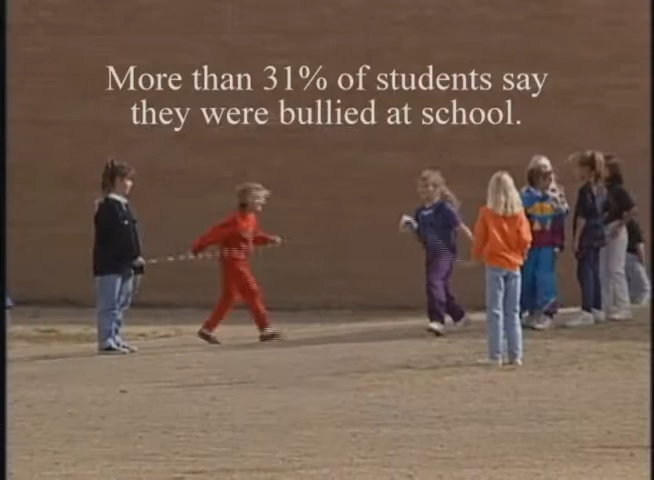 More than 31% of students say
they were bullied at school.